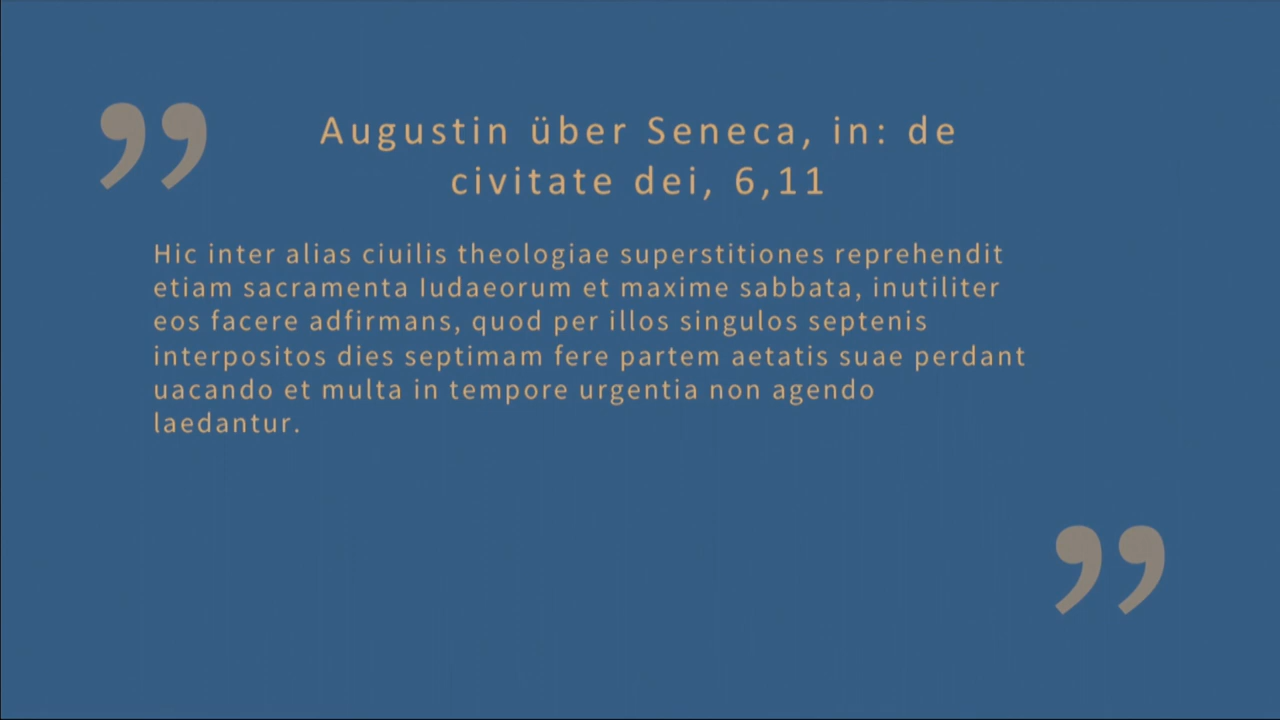 Augustin über Seneca, in: de
civitate dei, 6,11
Hic inter alias ciuilis theologiae superstitiones reprehendit
etiam sacramenta Iudaeorum et maxime sabbata, inutiliter
eos facere adfirmans, quod per illos singulos septenis
interpositos dies septimam fere partem aetatis suae perdant
uacando et multa in tempore urgentia non agendo
laedantur.